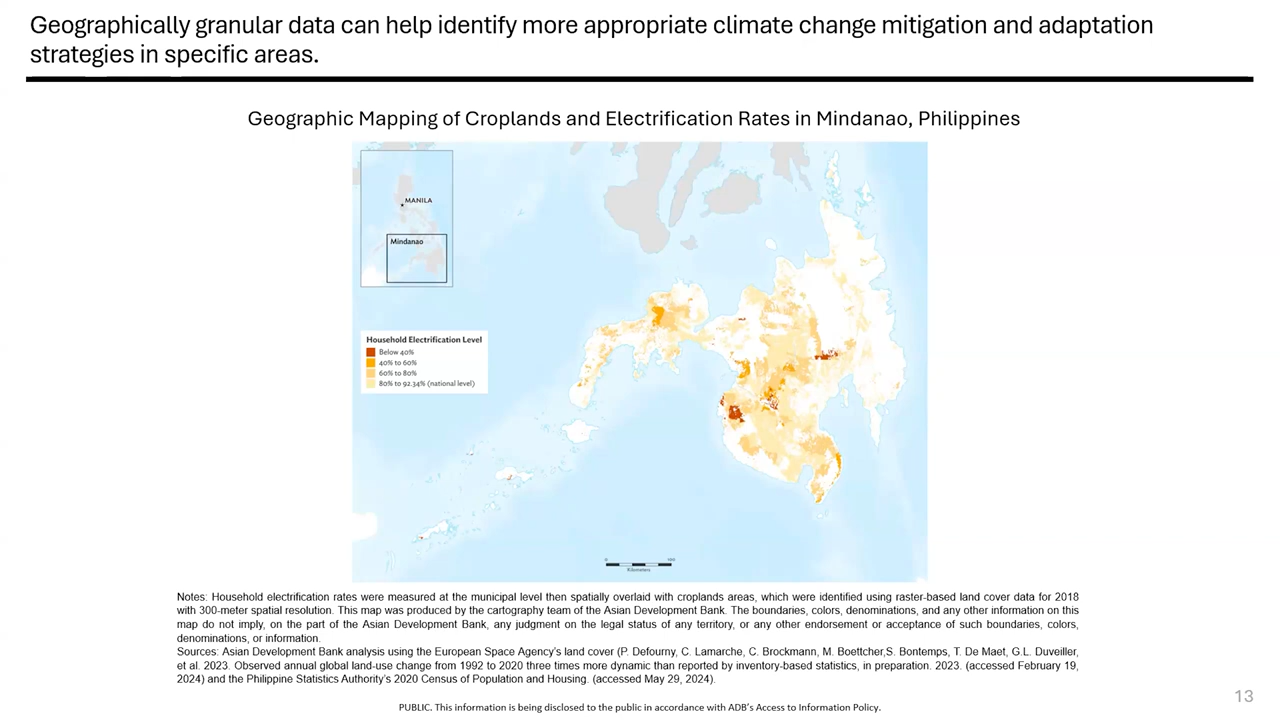 Geographically granular data can help identify more appropriate climate change mitigation and adaptation
strategies in specific areas.
Geographic Mapping of Croplands and Electrification Rates in Mindanao, Philippines
MANILA
Mindanao
Household Electrification Level
Below 40%
40% to 60%
60% to 80%
80% to 92.34% (national level)
0 100
Kilometers
Notes: Household electrification rates were measured at the municipal level then spatially overlaid with croplands areas, which were identified using raster-based land cover data for 2018
with 300-meter spatial resolution. This map was produced by the cartography team of the Asian Development Bank. The boundaries, colors, denominations, and any other information on this
map do not imply, on the part of the Asian Development Bank, any judgment on the legal status of any territory, or any other endorsement or acceptance of such boundaries, colors,
denominations, or information.
Sources: Asian Development Bank analysis using the European Space Agency's land cover (P. Defourny, C. Lamarche, C. Brockmann, M. Boettcher,S. Bontemps, T. De Maet, G.L. Duveiller,
et al. 2023. Observed annual global land-use change from 1992 to 2020 three times more dynamic than reported by inventory-based statistics, in preparation. 2023. (accessed February 19,
2024) and the Philippine Statistics Authority's 2020 Census of Population and Housing. (accessed May 29, 2024).
PUBLIC. This information is being disclosed to the public in accordance with ADB's Access to Information Policy.
13